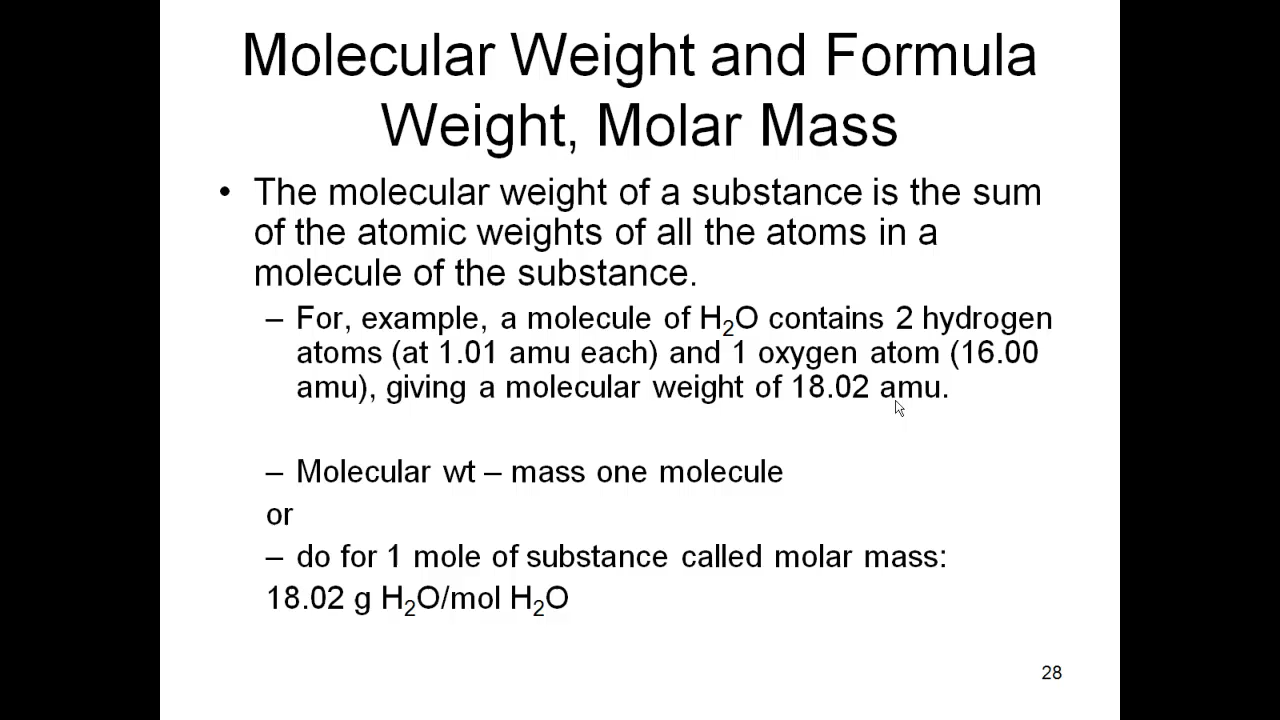 Molecular Weight and Formula
Weight, Molar Mass
• The molecular weight of a substance is the sum
of the atomic weights of all the atoms in a
molecule of the substance.
– For, example, a molecule of H₂O contains 2 hydrogen
atoms (at 1.01 amu each) and 1 oxygen atom (16.00
amu), giving a molecular weight of 18.02 amu.
– Molecular wt – mass one molecule
or
– do for 1 mole of substance called molar mass:
18.02 g H₂O/mol H₂O
28